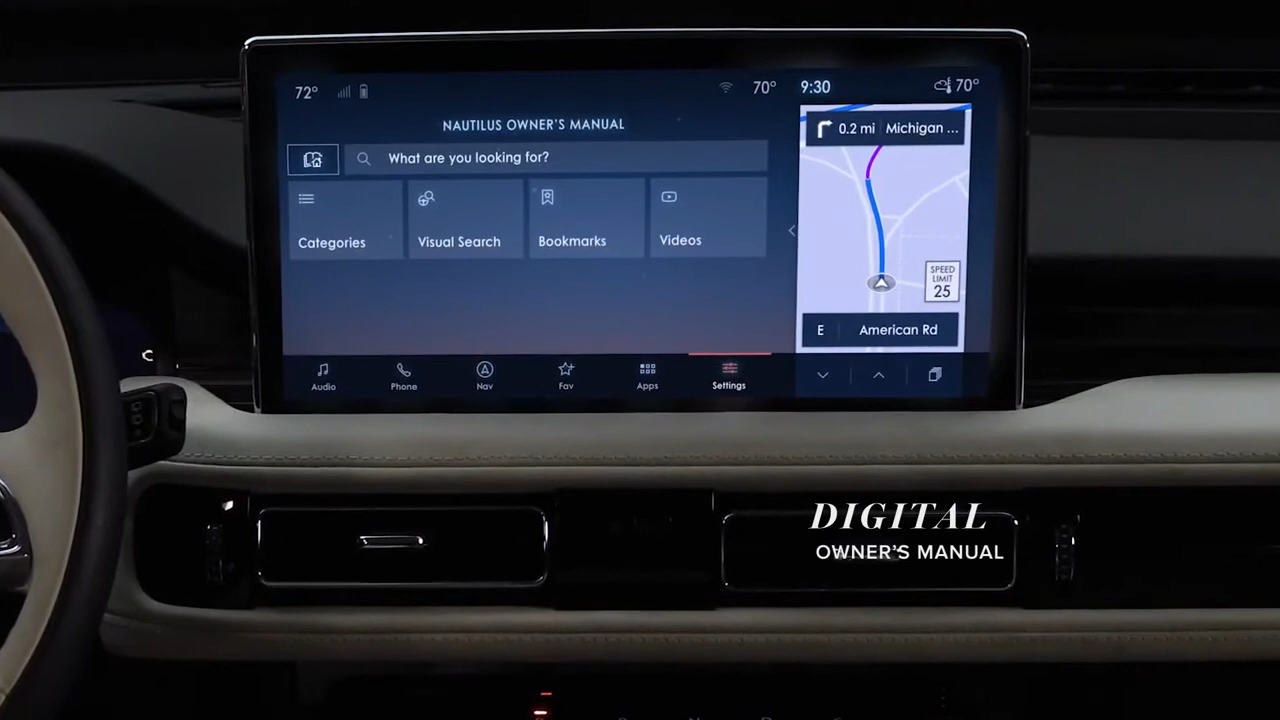 72°
70°
9:30
70°
NAUTILUS OWNER'S MANUAL
0.2 mi Michigan ...
What are you looking for?
Categories
Visual Search
Bookmarks
Videos
SPEED
LIMIT
25
E American Rd
Audio
Phone
Nav
Fav
Apps
Settings
DIGITAL
OWNER'S MANUAL